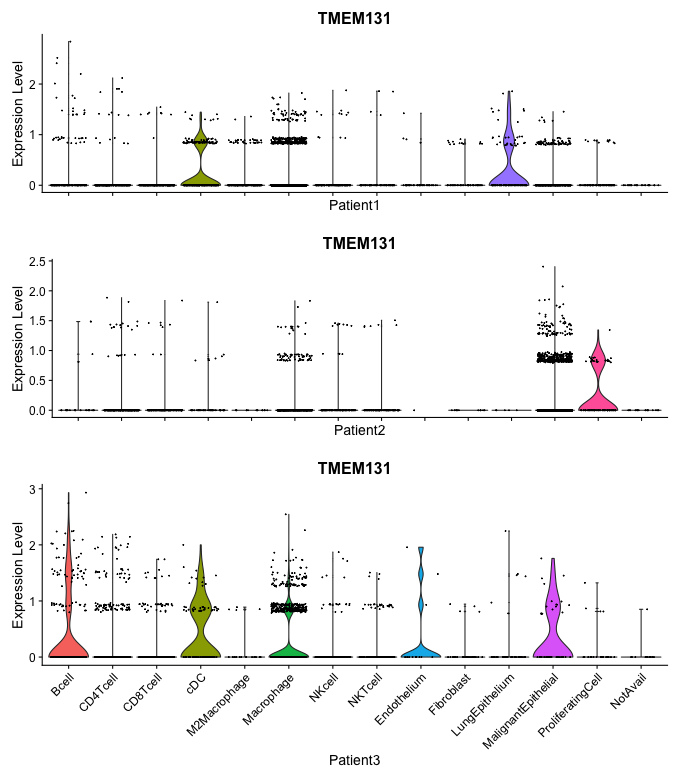 TMEM131
Expression Level
2
1
0
Patient1
TMEM131
Expression Level
2.5
2.0
1.5
1.0
0.5
0.0
Patient2
TMEM131
Expression Level
3
2
1
0
Bcell
CD4Tcell
CD8Tcell
cDC
M2Macrophage
Macrophage
NKcell
NKTcell
Endothelium
Fibroblast
LungEpithelium
MalignantEpithelial
ProliferatingCell
NotAvail
Patient3